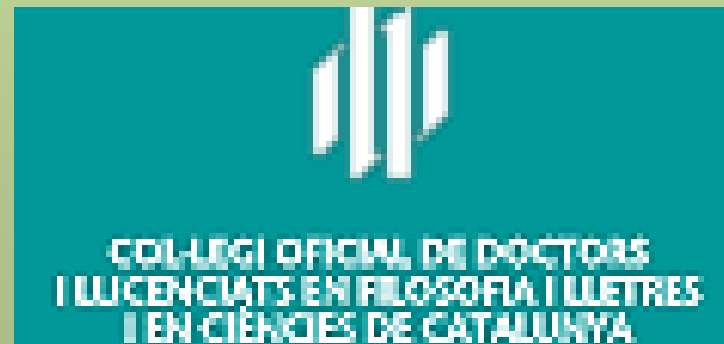 COL·LEGI OFICIAL DE DOCTORS
I LLICENCIATS EN FILOSOFIA I LLETRES
I EN CIÈNCIES DE CATALUNYA